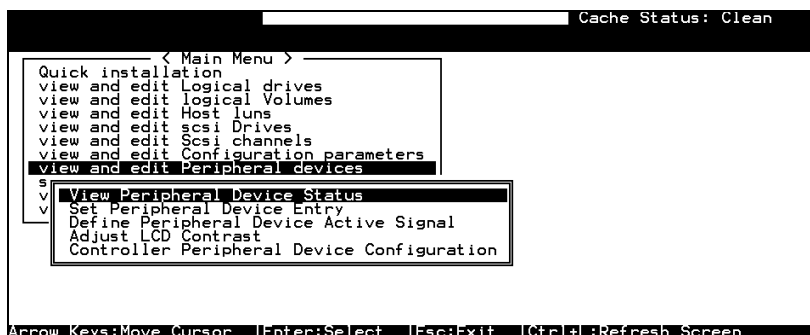 Cache Status: Clean
< Main Menu >
Quick installation
view and edit Logical drives
view and edit logical Volumes
view and edit Host luns
view and edit scsi Drives
view and edit Scsi channels
view and edit Configuration parameters
view and edit Peripheral devices
s
v
v
View Peripheral Device Status
Set Peripheral Device Entry
Define Peripheral Device Active Signal
Adjust LCD Contrast
Controller Peripheral Device Configuration
Arrow Keys:Move Cursor |Enter:Select |Esc:Exit |Ctrl+L:Refresh Screen